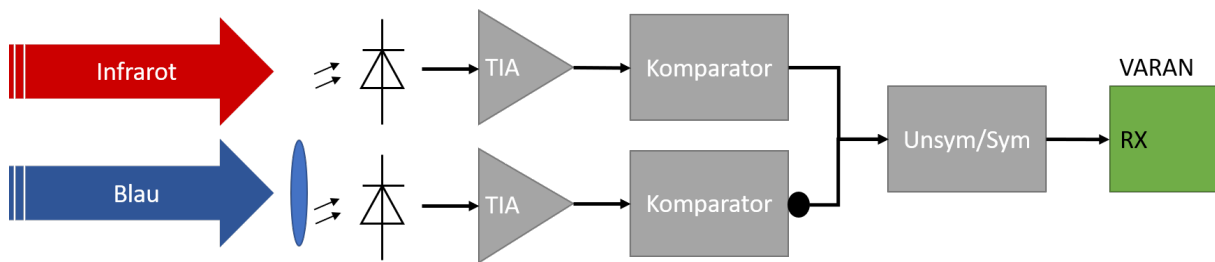 Infrarot
TIA
Komparator
VARAN
Unsym/Sym
RX
Blau
TIA
Komparator